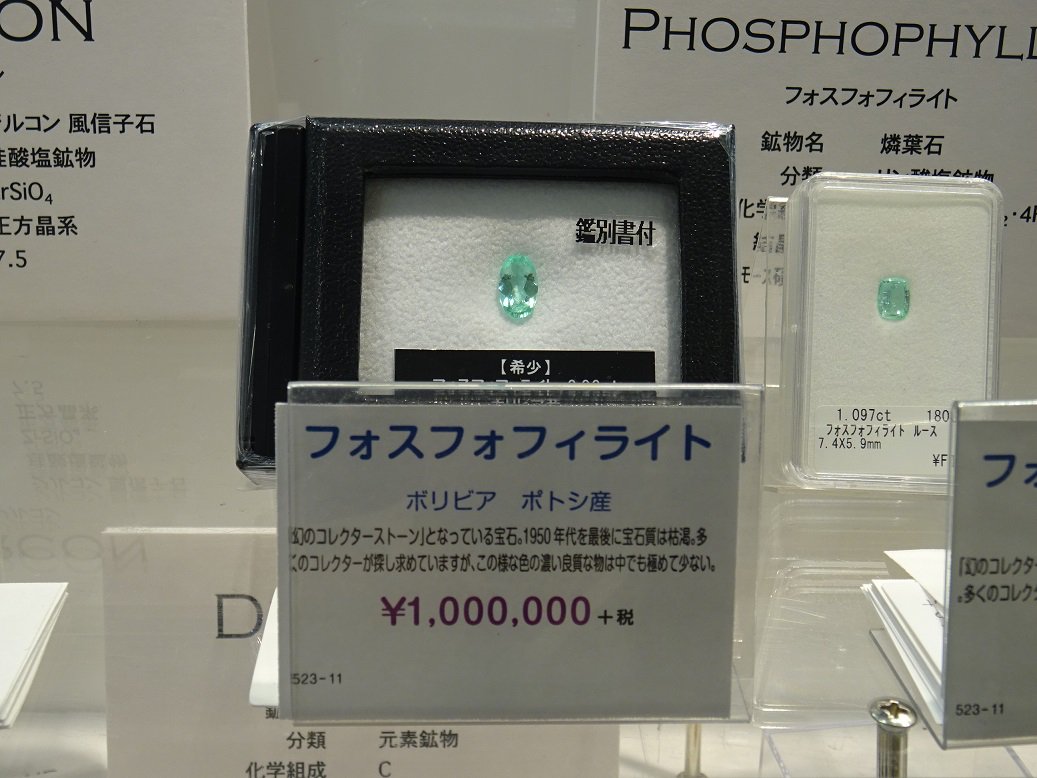 PHOSPHOPHYLL
フォスフォフィライト
鉱物名 燐葉石
分類
ルコン 風信子石
酸塩鉱物
rSiO₄
正方晶系
7.5
鑑別書付
【希少】
1.097ct 180
フォスフォフィライト ルース
7.4X5.9mm
¥F
フォスフォフィライト
ボリビア ポトシ産
幻のコレクターストーン」となっている宝石。1950年代を最後に宝石質は枯渇。多
くのコレクターが探し求めていますが、この様な色の濃い良質な物は中でも極めて少ない。
¥1,000,000+税
523-11
フォ
「幻のコレクター
。多くのコレクタ
523-11
D
分類 元素鉱物
化学組成 C